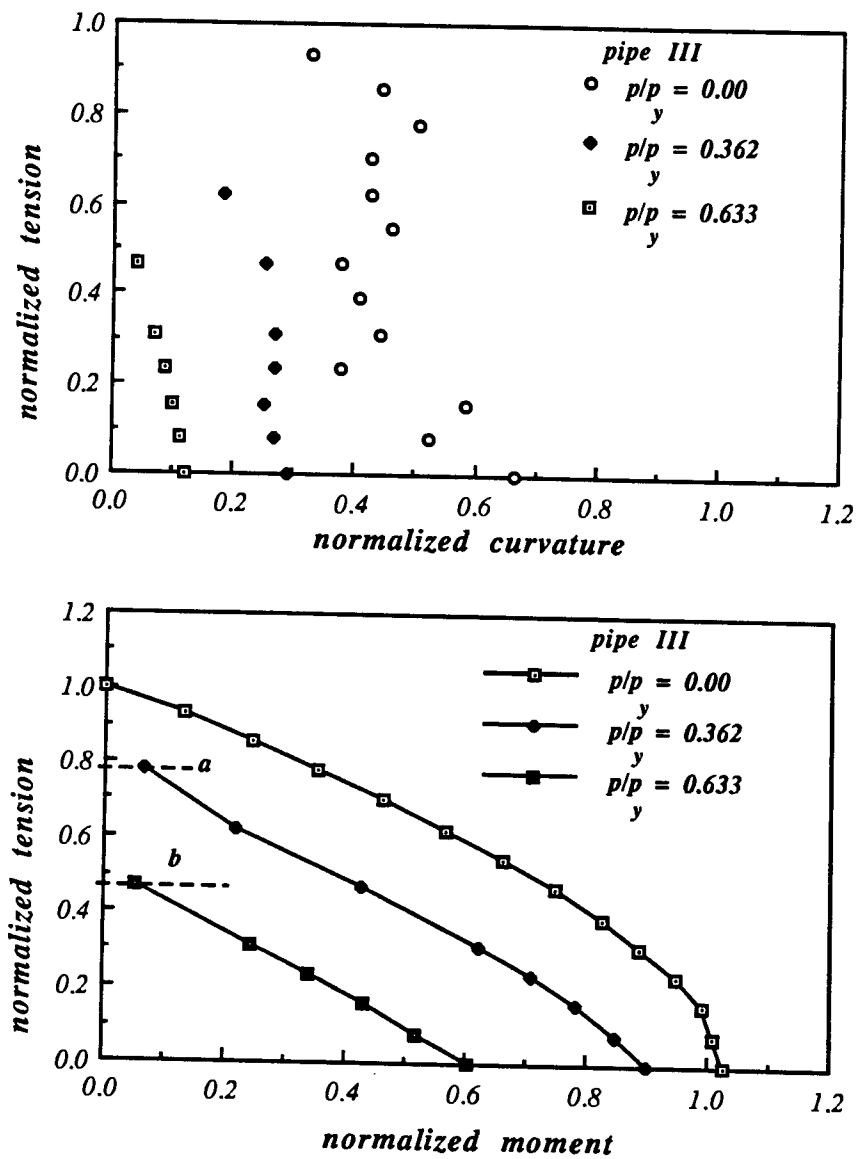 1.0
0.8
0.6
0.4
0.2
0.0
normalized tension
pipe III
p/p = 0.00
y
p/p = 0.362
y
p/p = 0.633
y
0.0 0.2 0.4 0.6 0.8 1.0 1.2
normalized curvature
1.2
1.0
0.8
0.6
0.4
0.2
0.0
normalized tension
pipe III
p/p = 0.00
y
p/p = 0.362
y
p/p = 0.633
y
a
b
0.0 0.2 0.4 0.6 0.8 1.0 1.2
normalized moment